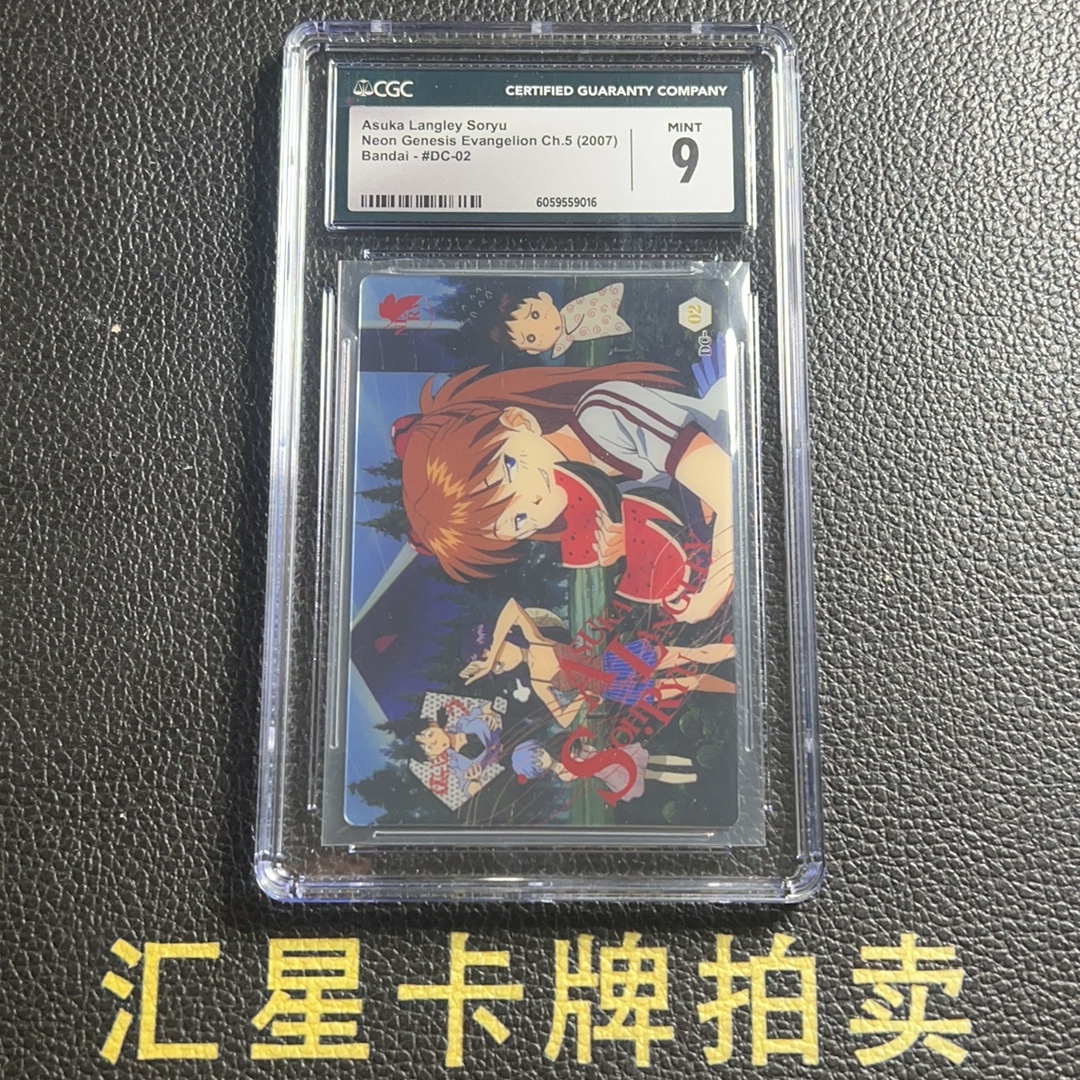 CGC
CERTIFIED GUARANTY COMPANY
Asuka Langley Soryu
Neon Genesis Evangelion Ch.5 (2007)
Bandai - #DC-02
MINT
9
6059559016
DC-02
ASUKA
汇星卡牌拍卖